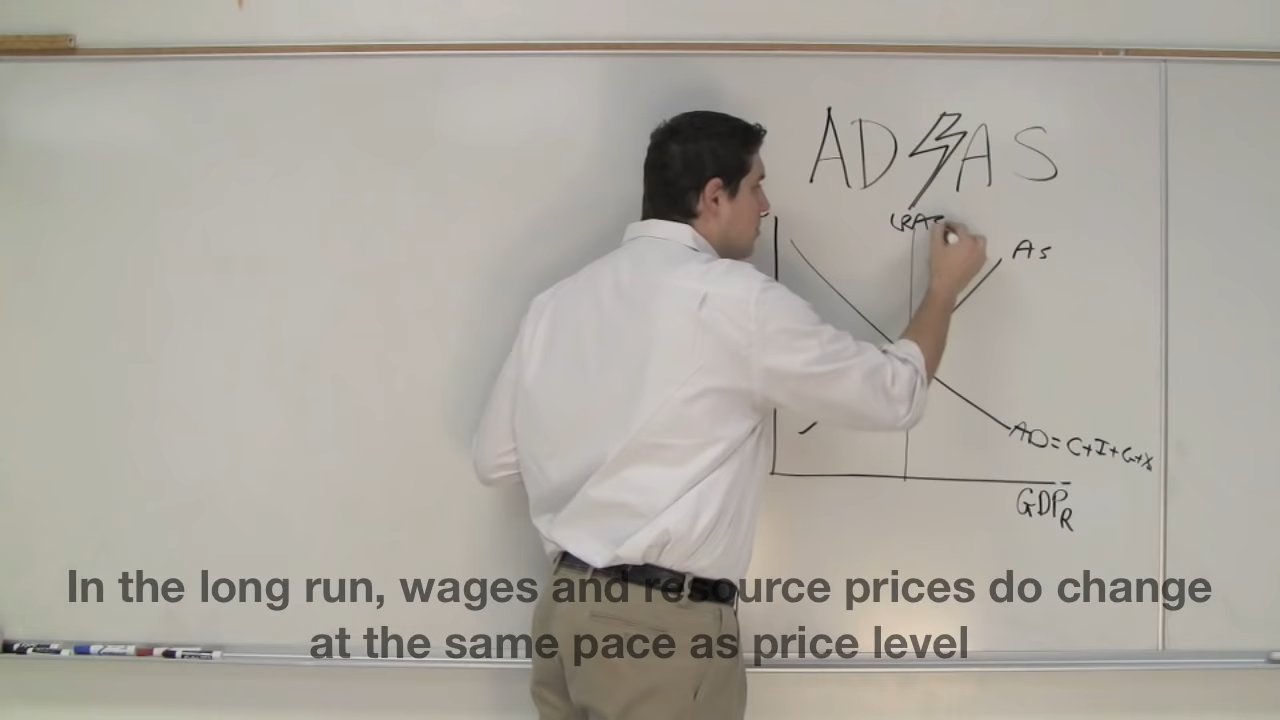 AD AS
LRAS
As
AD = C+I+G+X
GDPR
In the long run, wages and resource prices do change
at the same pace as price level